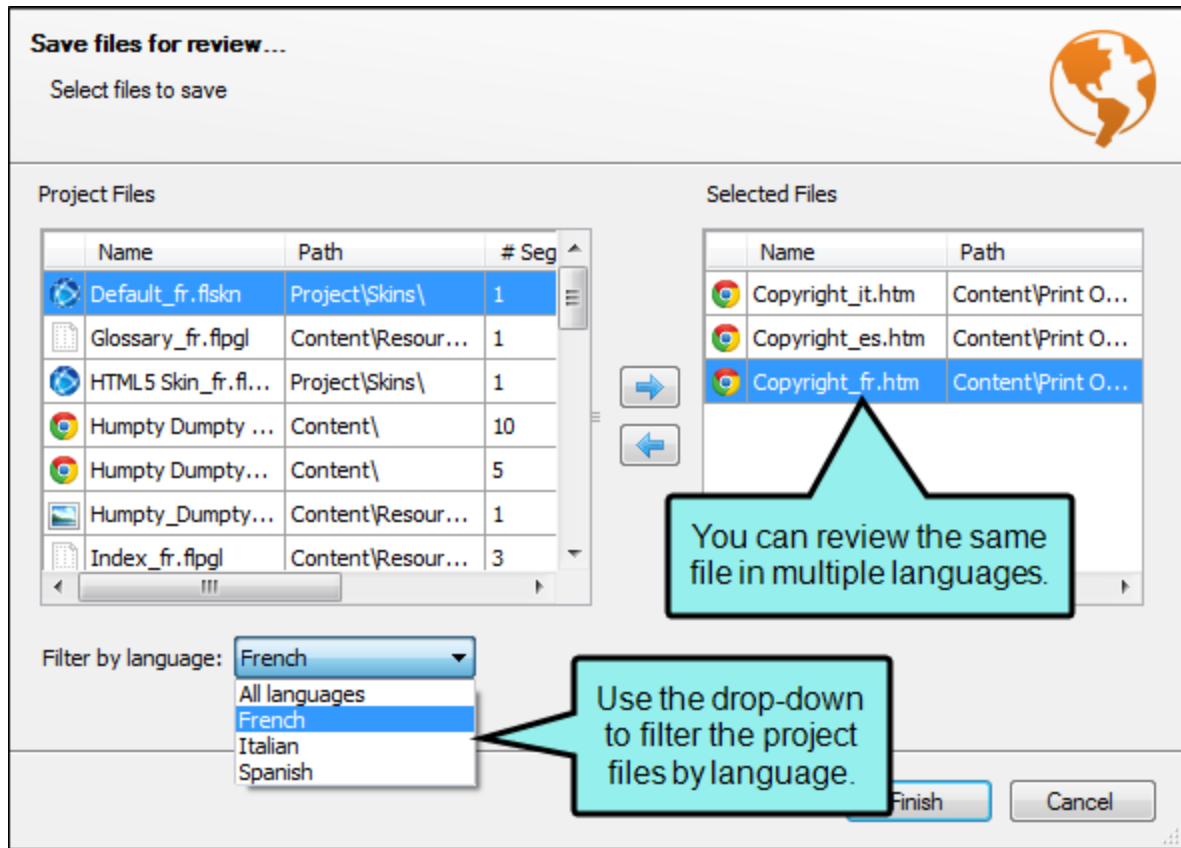 Save files for review...
Select files to save
Project Files
Name Path # Seg
Default_fr.flskn Project\Skins\ 1
Glossary_fr.flpgl Content\Resour... 1
HTML5 Skin_fr.fl... Project\Skins\ 1
Humpty Dumpty ... Content\ 10
Humpty Dumpty... Content\ 5
Humpty_Dumpty... Content\Resour... 1
Index_fr.flpgl Content\Resour... 3
Selected Files
Name Path
Copyright_it.htm Content\Print O...
Copyright_es.htm Content\Print O...
Copyright_fr.htm Content\Print O...
You can review the same
file in multiple languages.
Filter by language: French
All languages
French
Italian
Spanish
Use the drop-down
to filter the project
files by language.
Finish Cancel